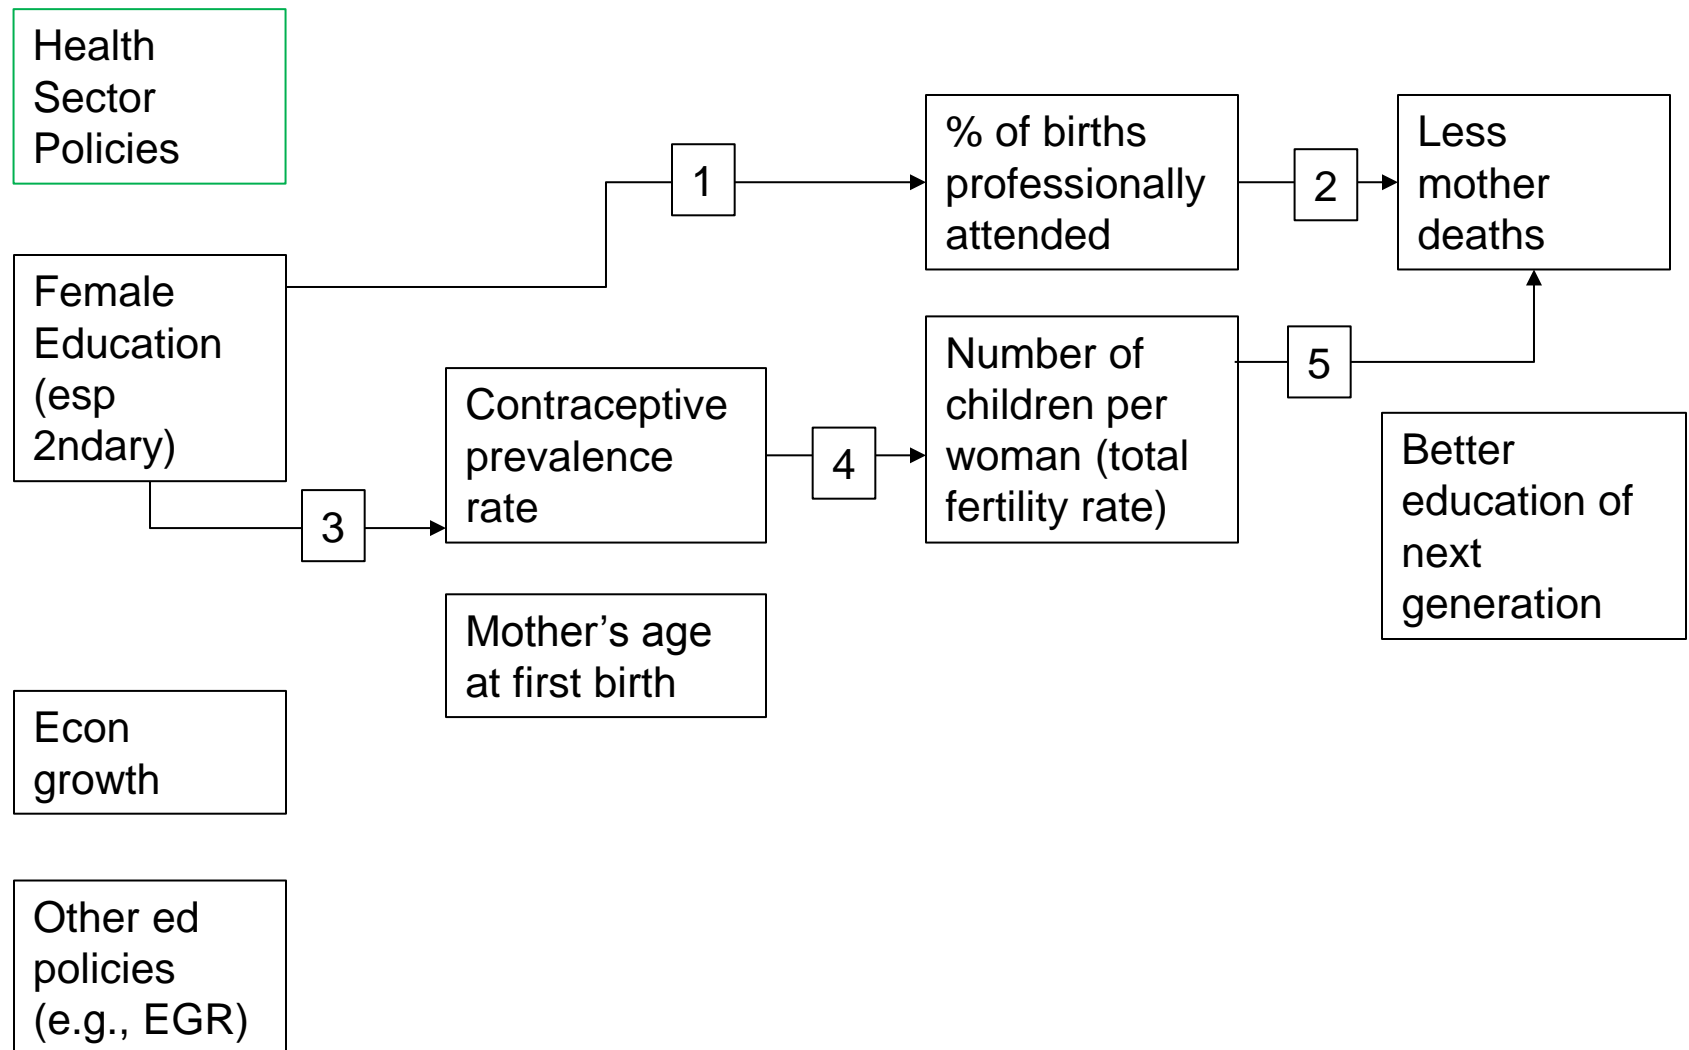 Health
Sector
Policies
1
% of births
professionally
attended
2
Less
mother
deaths
Female
Education
(esp
2ndary)
3
Contraceptive
prevalence
rate
4
Number of
children per
woman (total
fertility rate)
5
Better
education of
next
generation
Mother’s age
at first birth
Econ
growth
Other ed
policies
(e.g., EGR)